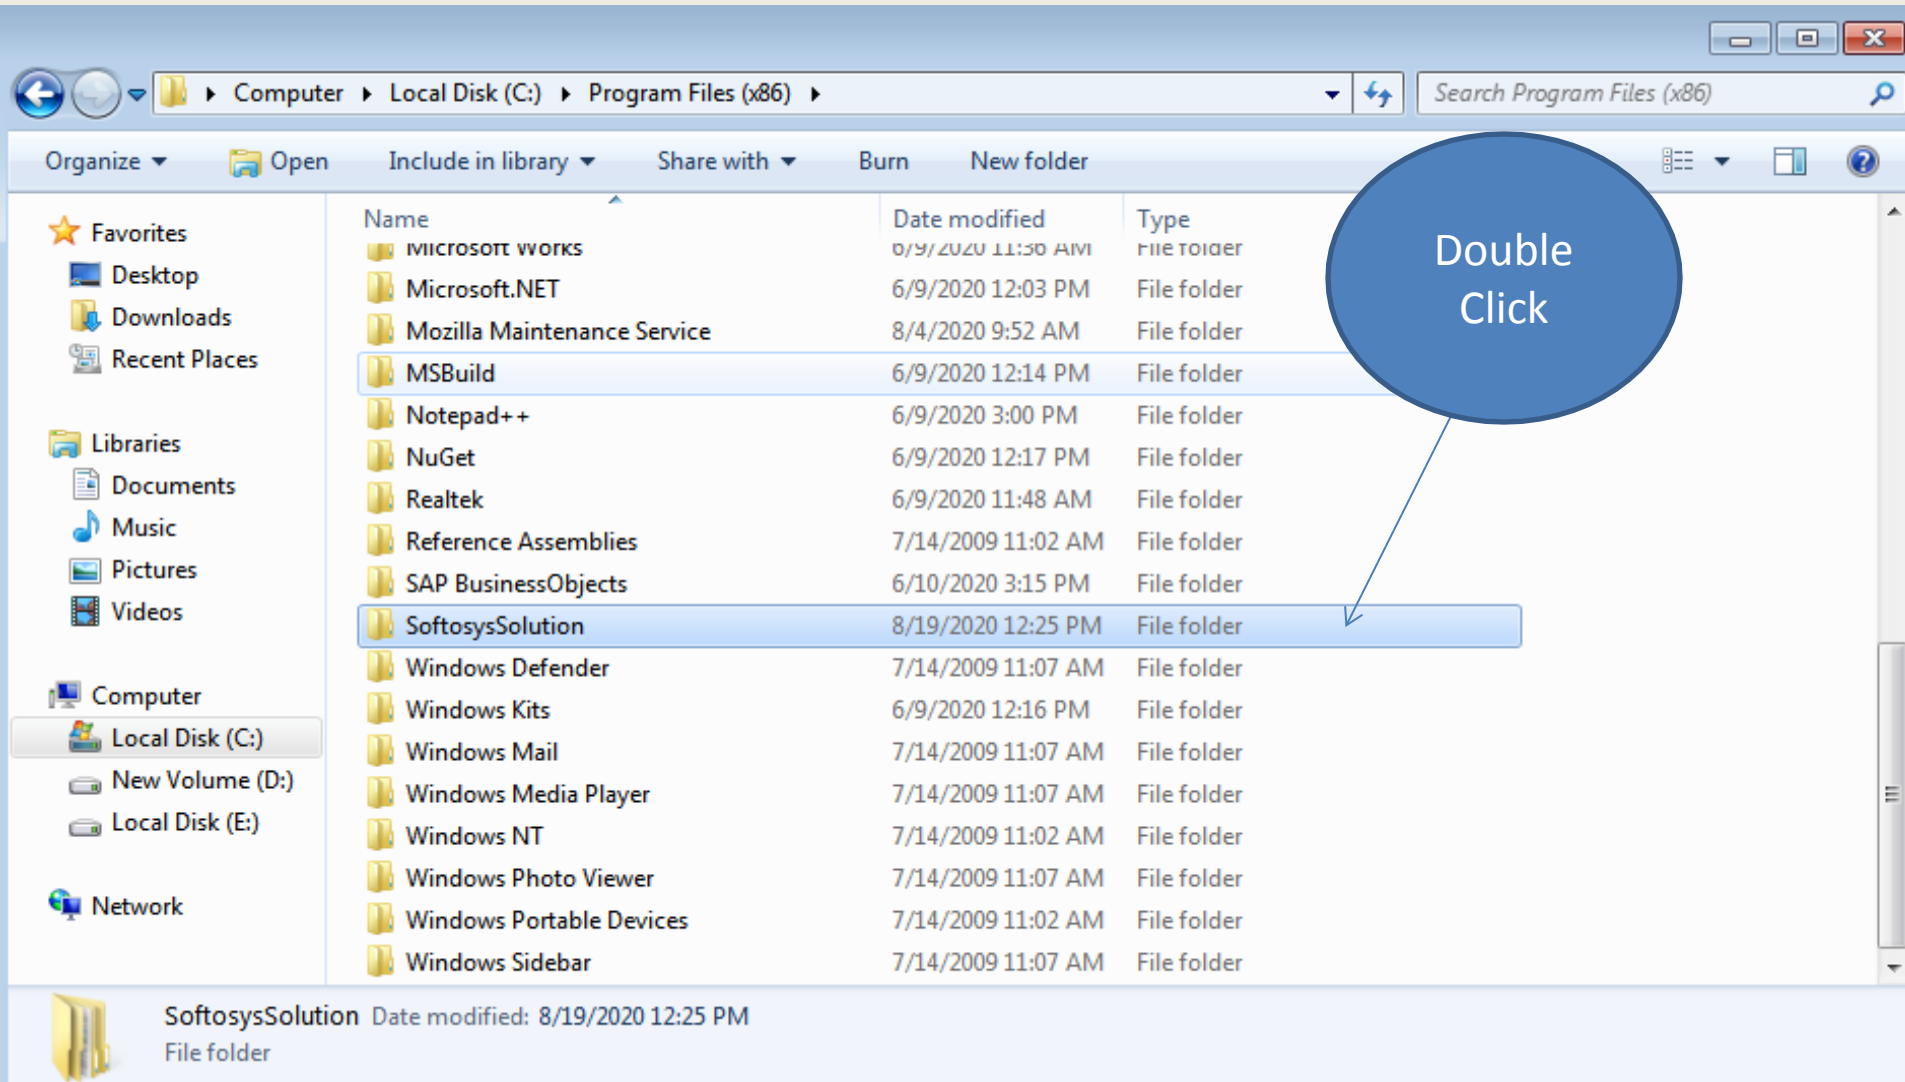 Computer Local Disk (C:) Program Files (x86) Search Program Files (x86)
Organize Open Include in library Share with Burn New folder
Favorites
Desktop
Downloads
Recent Places
Libraries
Documents
Music
Pictures
Videos
Computer
Local Disk (C:)
New Volume (D:)
Local Disk (E:)
Network
Name Date modified Type
Microsoft Works 6/9/2020 11:36 AM File folder
Microsoft.NET 6/9/2020 12:03 PM File folder
Mozilla Maintenance Service 8/4/2020 9:52 AM File folder
MSBuild 6/9/2020 12:14 PM File folder
Notepad++ 6/9/2020 3:00 PM File folder
NuGet 6/9/2020 12:17 PM File folder
Realtek 6/9/2020 11:48 AM File folder
Reference Assemblies 7/14/2009 11:02 AM File folder
SAP BusinessObjects 6/10/2020 3:15 PM File folder
SoftosysSolution 8/19/2020 12:25 PM File folder
Windows Defender 7/14/2009 11:07 AM File folder
Windows Kits 6/9/2020 12:16 PM File folder
Windows Mail 7/14/2009 11:07 AM File folder
Windows Media Player 7/14/2009 11:07 AM File folder
Windows NT 7/14/2009 11:02 AM File folder
Windows Photo Viewer 7/14/2009 11:07 AM File folder
Windows Portable Devices 7/14/2009 11:02 AM File folder
Windows Sidebar 7/14/2009 11:07 AM File folder
Double
Click
SoftosysSolution Date modified: 8/19/2020 12:25 PM
File folder